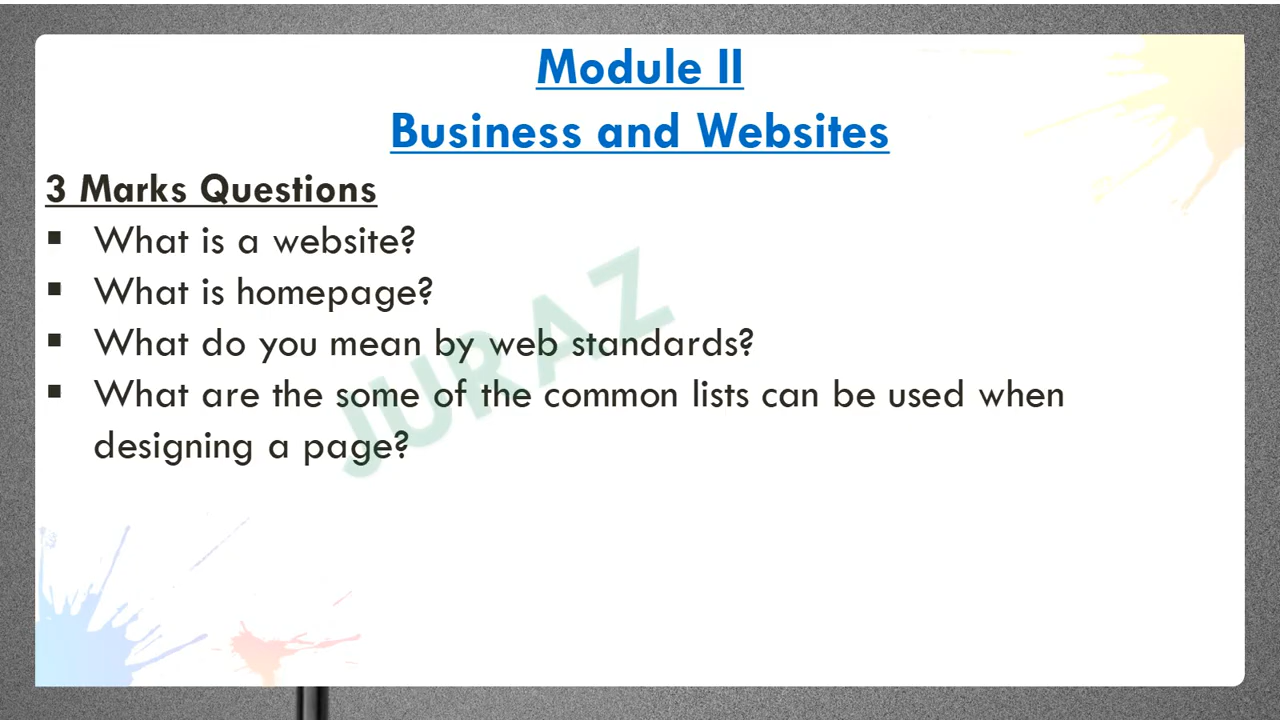 Module II
Business and Websites
3 Marks Questions
▪ What is a website?
▪ What is homepage?
▪ What do you mean by web standards?
▪ What are the some of the common lists can be used when
designing a page?
JURAZ